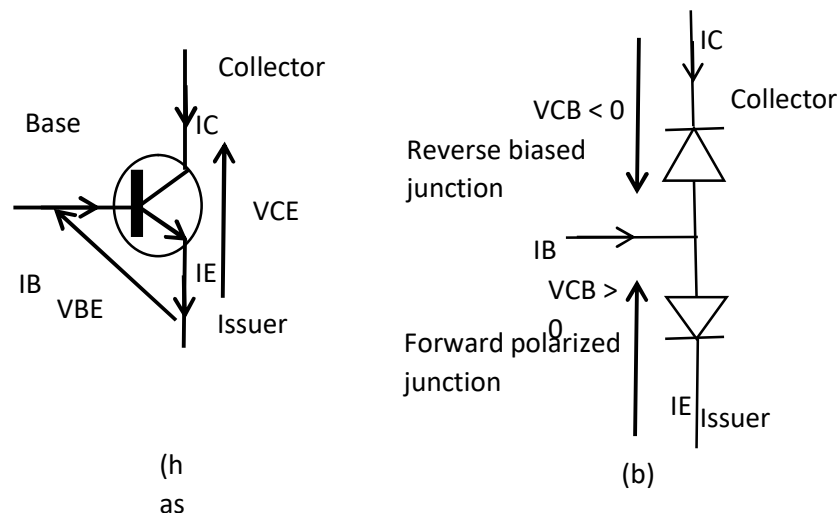 Collector
IC
Base
VCE
IE
IB
VBE
Issuer
(h
as
IC
VCB < 0
Collector
Reverse biased
junction
IB
VCB >
0
Forward polarized
junction
IE
Issuer
(b)